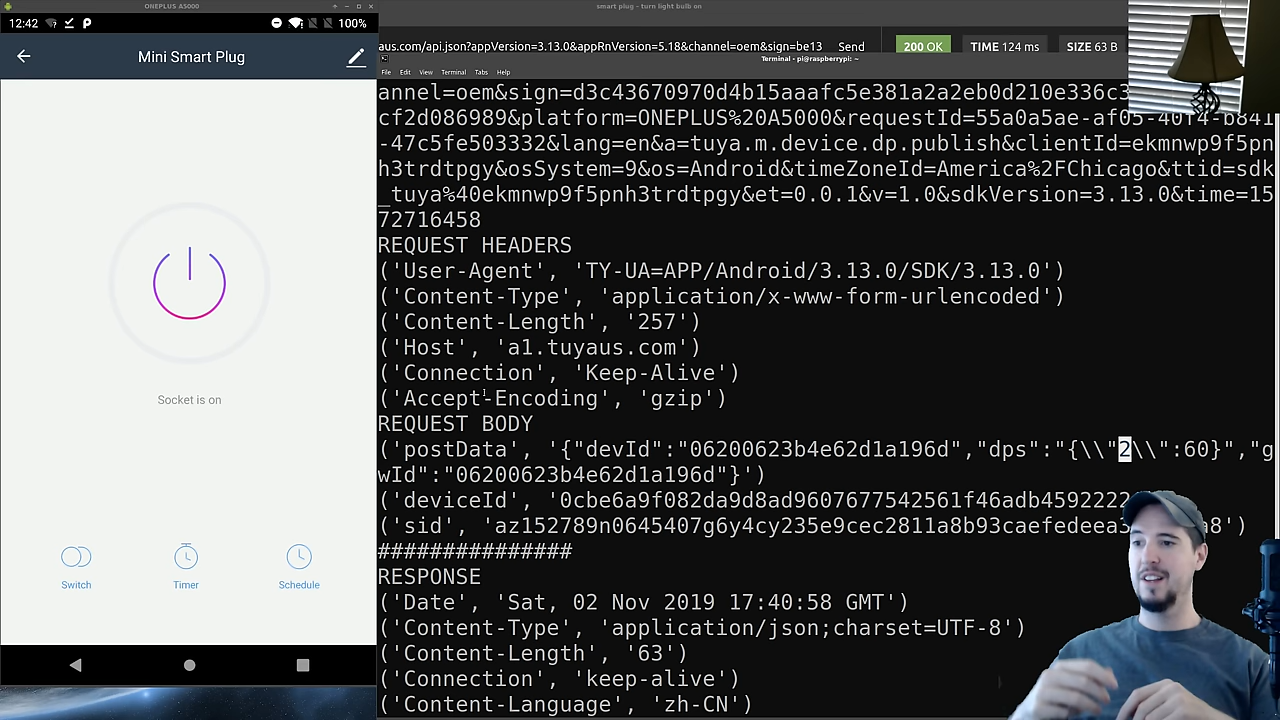 ONEPLUS A5000
smart plug - turn light bulb on
12:42
100%
Mini Smart Plug
Socket is on
Switch
Timer
Schedule
aus.com/api.json?appVersion=3.13.0&appRnVersion=5.18&channel=oem&sign=be13
Send
200 OK
TIME 124 ms
SIZE 63 B
Terminal - pi@raspberrypi: ~
File Edit View Terminal Tabs Help
annel=oem&sign=d3c43670970d4b15aaafc5e381a2a2eb0d210e336c3
cf2d086989&platform=ONEPLUS%20A5000&requestId=55a0a5ae-af05-40f4-b841
-47c5fe503332&lang=en&a=tuya.m.device.dp.publish&clientId=ekmnwp9f5pn
h3trdtpgy&osSystem=9&os=Android&timeZoneId=America%2FChicago&ttid=sdk
_tuya%40ekmnwp9f5pnh3trdtpgy&et=0.0.1&v=1.0&sdkVersion=3.13.0&time=15
72716458
REQUEST HEADERS
('User-Agent', 'TY-UA=APP/Android/3.13.0/SDK/3.13.0')
('Content-Type', 'application/x-www-form-urlencoded')
('Content-Length', '257')
('Host', 'a1.tuyaus.com')
('Connection', 'Keep-Alive')
('Accept-Encoding', 'gzip')
REQUEST BODY
('postData', '{"devId":"06200623b4e62d1a196d","dps":"{\\"2\\":60}","g
wId":"06200623b4e62d1a196d"}')
('deviceId', '0cbe6a9f082da9d8ad9607677542561f46adb4592222
('sid', 'az152789n0645407g6y4cy235e9cec2811a8b93caefedeea3 a8')
###############
RESPONSE
('Date', 'Sat, 02 Nov 2019 17:40:58 GMT')
('Content-Type', 'application/json;charset=UTF-8')
('Content-Length', '63')
('Connection', 'keep-alive')
('Content-Language', 'zh-CN')